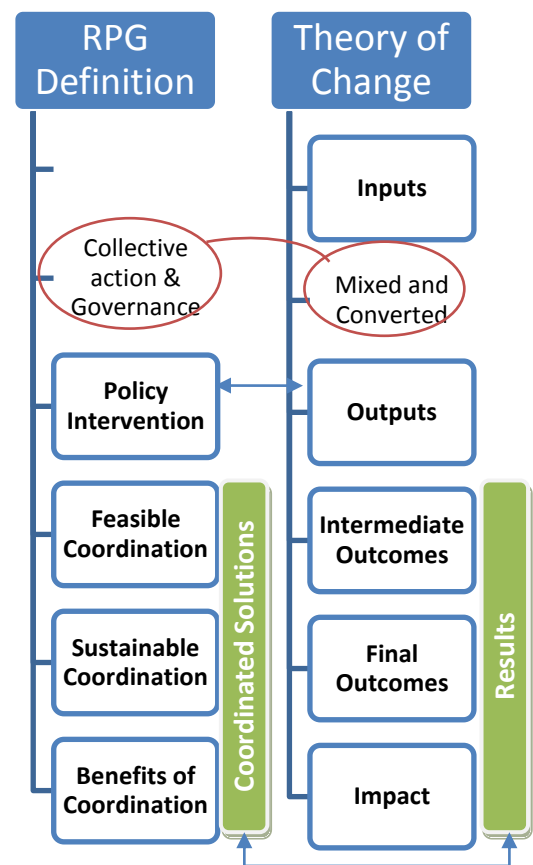 RPG
Definition
Theory of
Change
Inputs
Collective
action &
Governance
Mixed and
Converted
Policy
Intervention
Outputs
Feasible
Coordination
Intermediate
Outcomes
Sustainable
Coordination
Final
Outcomes
Benefits of
Coordination
Impact
Coordinated Solutions
Results